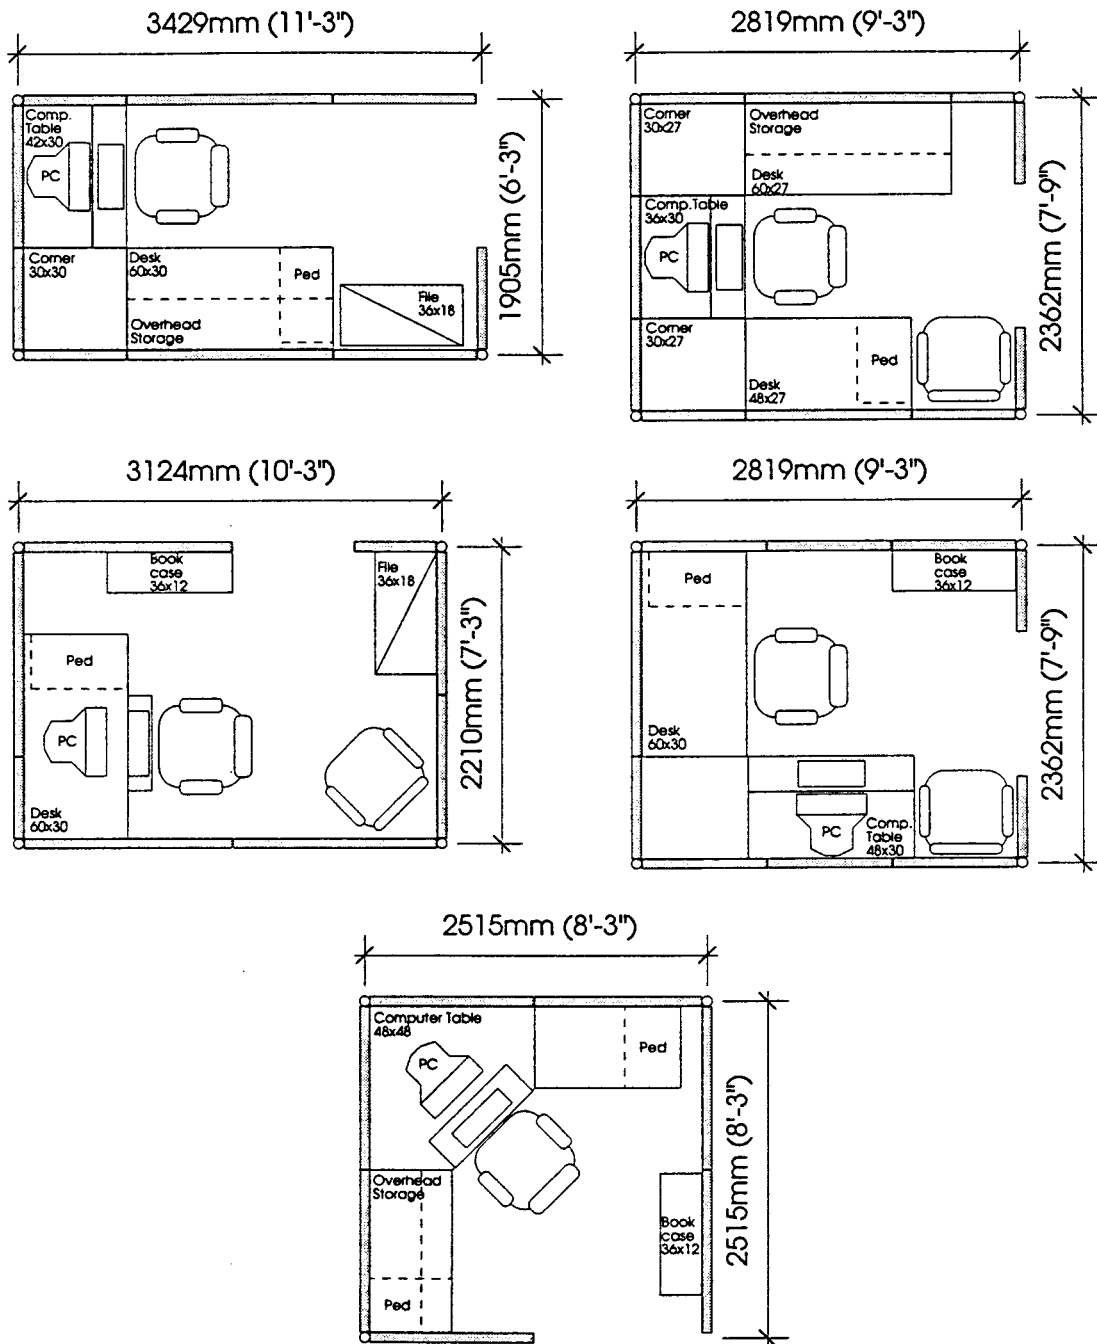 3429mm (11'-3")
Comp.
Table
42x30
PC
Corner
30x30
Desk
60x30
Ped
Overhead
Storage
File
36x18
1905mm (6'-3")
2819mm (9'-3")
Corner
30x27
Overhead
Storage
Desk
60x27
Comp.Table
36x30
PC
Corner
30x27
Desk
48x27
Ped
2362mm (7'-9")
3124mm (10'-3")
Book
case
36x12
File
36x18
Ped
PC
Desk
60x30
2210mm (7'-3")
2819mm (9'-3")
Ped
Book
case
36x12
Desk
60x30
PC
Comp.
Table
48x30
2362mm (7'-9")
2515mm (8'-3")
Computer Table
48x48
PC
Ped
Overhead
Storage
Ped
Book
case
36x12
2515mm (8'-3")